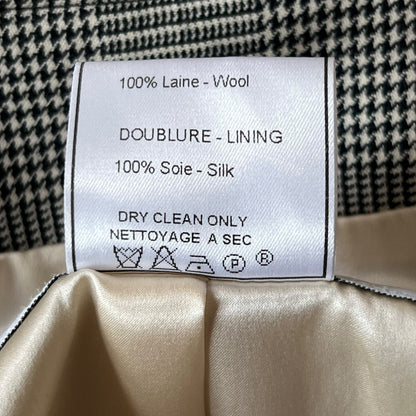 100% Laine - Wool
DOUBLURE - LINING
100% Soie - Silk
DRY CLEAN ONLY
NETTOYAGE A SEC
P ®